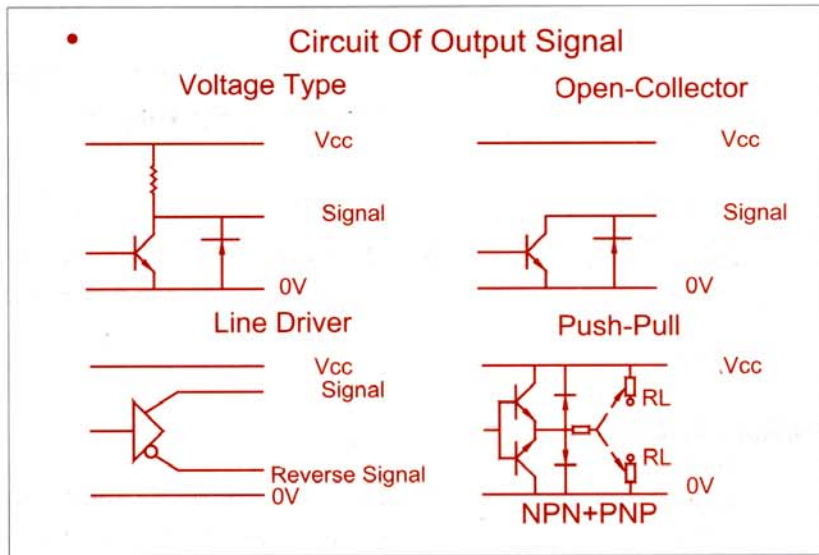 Circuit Of Output Signal
Voltage Type
Vcc
Signal
0V
Open-Collector
Vcc
Signal
0V
Line Driver
Vcc
Signal
Reverse Signal
0V
Push-Pull
Vcc
RL
RL
0V
NPN+PNP